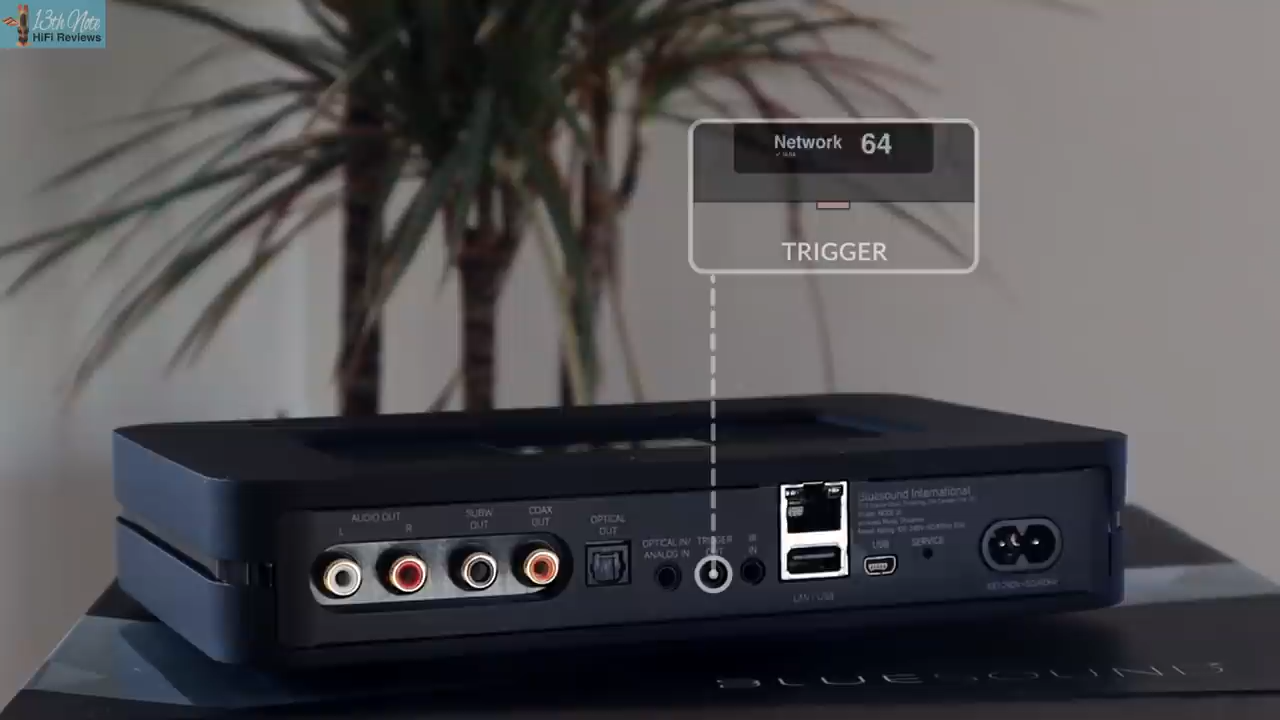 13th Note
HiFi Reviews
Network 64
TRIGGER
AUDIO OUT
L
R
SUBW
OUT
COAX
OUT
OPTICAL
OUT
OPTICAL IN/
ANALOG IN
TRIGGER
OUT
IR
IN
LAN / USB
Bluesound International
USB
SERVICE
BLUESOUND